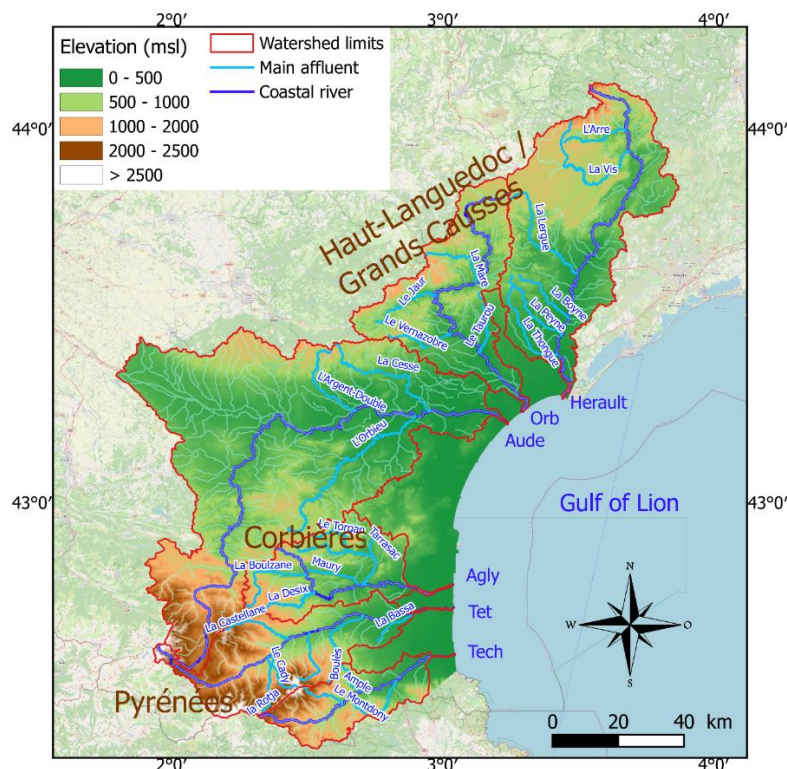 2°0′ 3°0′ 4°0′
Elevation (msl)
0 - 500
500 - 1000
1000 - 2000
2000 - 2500
> 2500
Watershed limits
Main affluent
Coastal river
44°0′ 44°0′
L'Arre
La Vis
Haut-Languedoc /
Grands Causses
La Lergue
La Mare
Le Jaur
La Boyne
La Peyne
La Thongue
Le Taurou
Le Vernazobre
La Cesse
L'Argent-Double
L'Orbieu
Herault
Orb
Aude
43°0′ 43°0′
Gulf of Lion
Le Torgan
Tarrasac
Corbières
Maury
La Boulzane
La Desix
Agly
La Castellane
La Bassa
Tet
Le Cady
Boulès
Tech
Ample
Le Montdony
la Rotja
Pyrénées
N
W O
S
0 20 40 km
2°0′ 3°0′ 4°0′